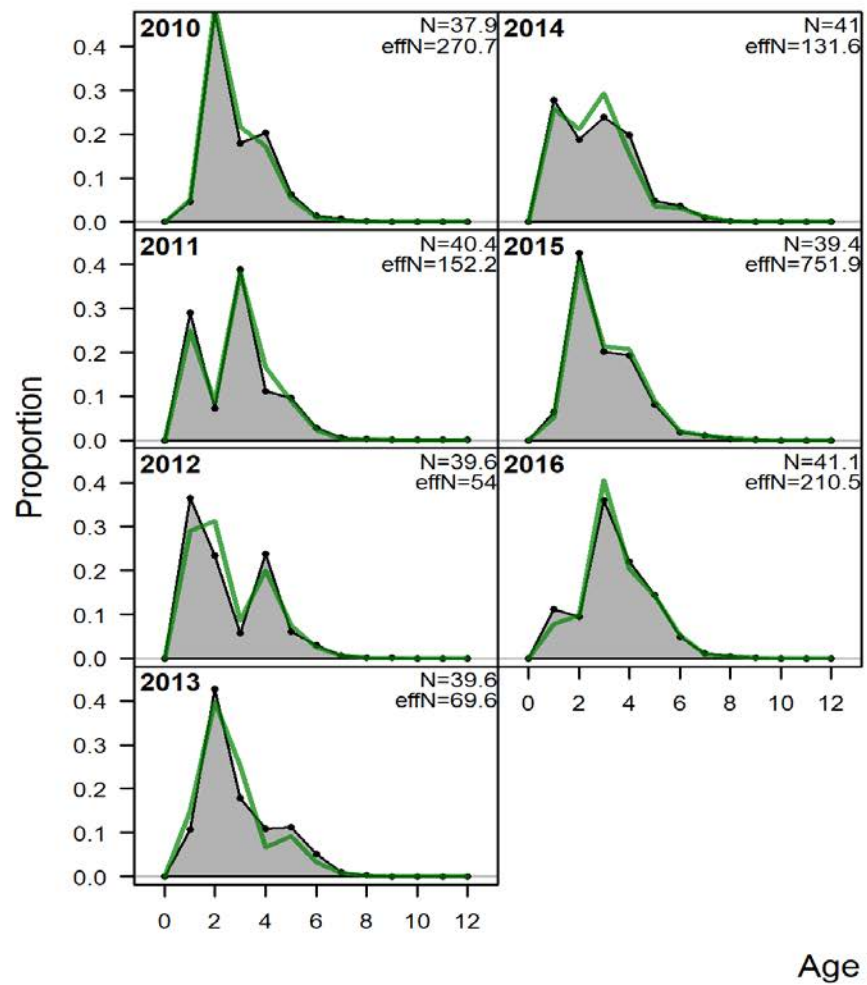 2010
N=37.9
effN=270.7
0.4
0.3
0.2
0.1
0.0
2014
N=41
effN=131.6
2011
N=40.4
effN=152.2
0.4
0.3
0.2
0.1
0.0
2015
N=39.4
effN=751.9
2012
N=39.6
effN=54
0.4
0.3
0.2
0.1
0.0
2016
N=41.1
effN=210.5
0 2 4 6 8 10 12
2013
N=39.6
effN=69.6
0.4
0.3
0.2
0.1
0.0
0 2 4 6 8 10 12
Proportion
Age